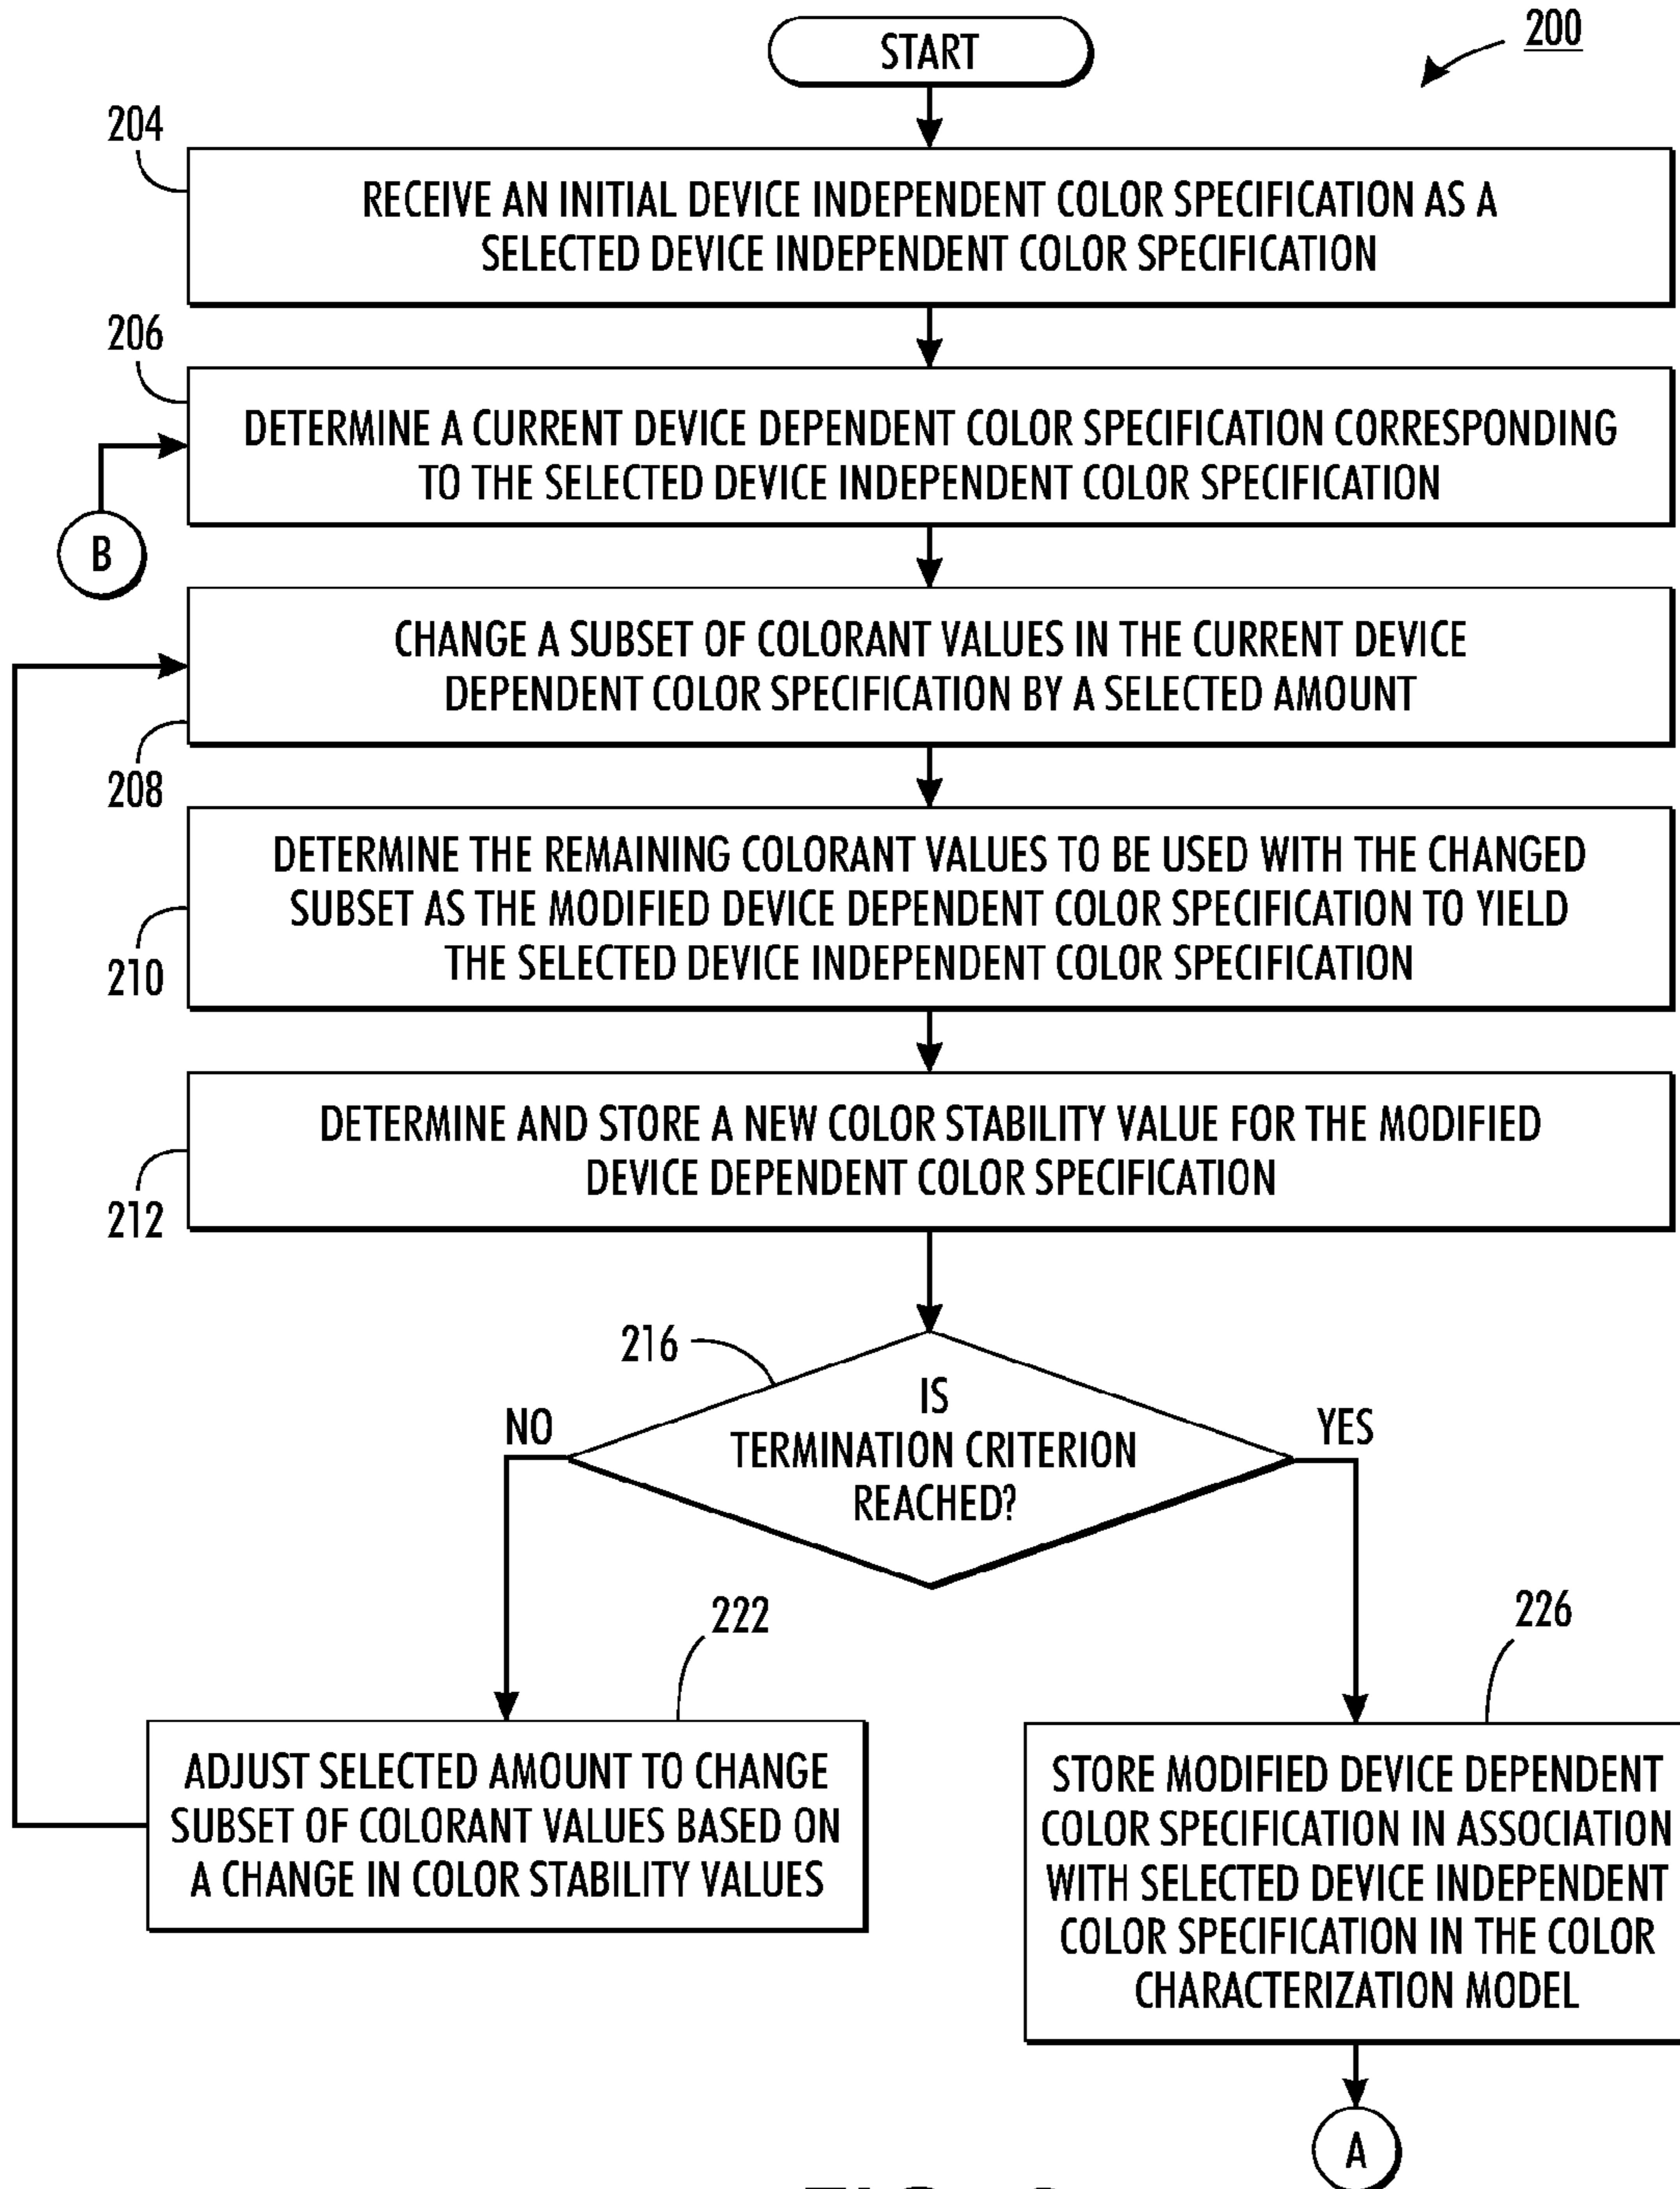 START
200
204
RECEIVE AN INITIAL DEVICE INDEPENDENT COLOR SPECIFICATION AS A
SELECTED DEVICE INDEPENDENT COLOR SPECIFICATION
206
DETERMINE A CURRENT DEVICE DEPENDENT COLOR SPECIFICATION CORRESPONDING
TO THE SELECTED DEVICE INDEPENDENT COLOR SPECIFICATION
B
CHANGE A SUBSET OF COLORANT VALUES IN THE CURRENT DEVICE
DEPENDENT COLOR SPECIFICATION BY A SELECTED AMOUNT
208
DETERMINE THE REMAINING COLORANT VALUES TO BE USED WITH THE CHANGED
SUBSET AS THE MODIFIED DEVICE DEPENDENT COLOR SPECIFICATION TO YIELD
THE SELECTED DEVICE INDEPENDENT COLOR SPECIFICATION
210
DETERMINE AND STORE A NEW COLOR STABILITY VALUE FOR THE MODIFIED
DEVICE DEPENDENT COLOR SPECIFICATION
212
216
IS
TERMINATION CRITERION
REACHED?
NO
YES
222
226
ADJUST SELECTED AMOUNT TO CHANGE
SUBSET OF COLORANT VALUES BASED ON
A CHANGE IN COLOR STABILITY VALUES
STORE MODIFIED DEVICE DEPENDENT
COLOR SPECIFICATION IN ASSOCIATION
WITH SELECTED DEVICE INDEPENDENT
COLOR SPECIFICATION IN THE COLOR
CHARACTERIZATION MODEL
A